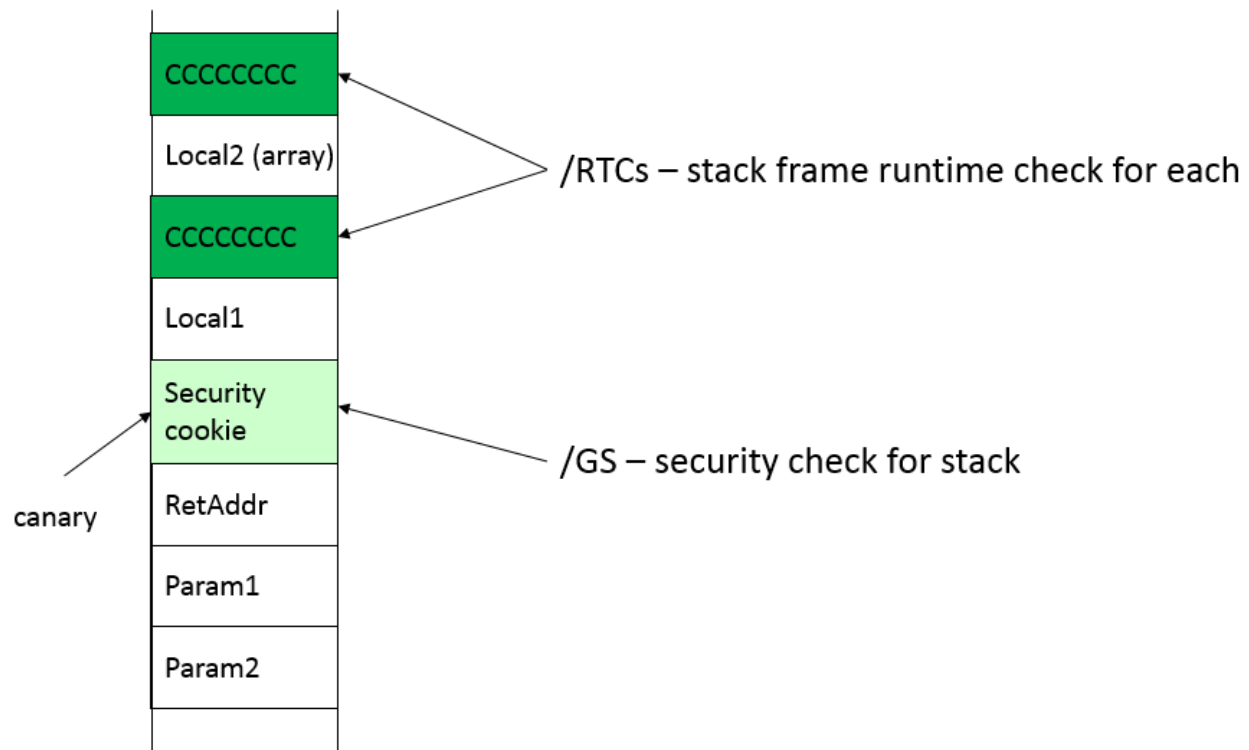 CCCCCCCC
Local2 (array)
/RTCs – stack frame runtime check for each
CCCCCCCC
Local1
Security
cookie
/GS – security check for stack
RetAddr
canary
Param1
Param2